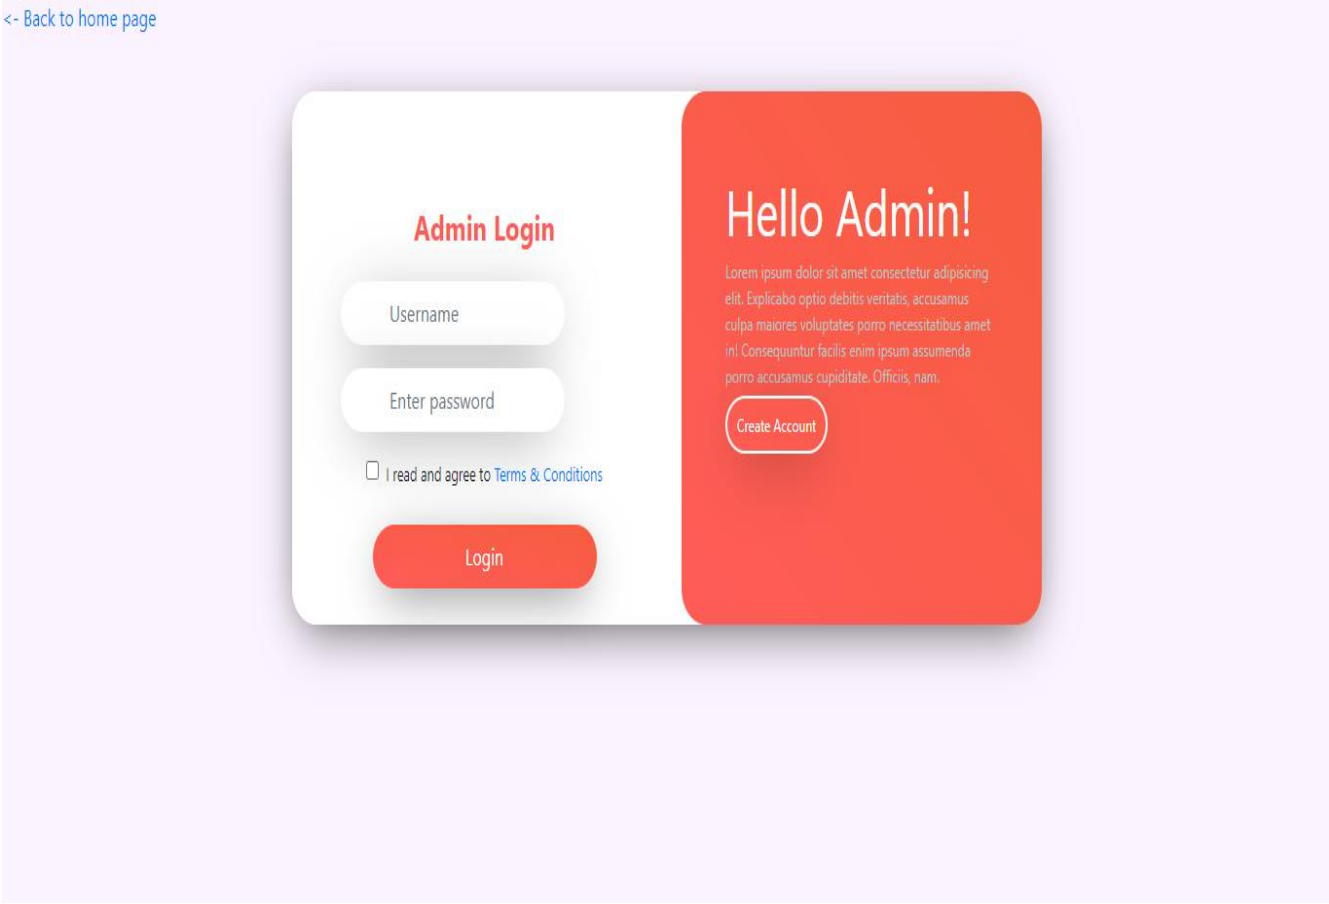 <- Back to home page
Admin Login
Username
Enter password
I read and agree to Terms & Conditions
Login
Hello Admin!
Lorem ipsum dolor sit amet consectetur adipisicing
elit. Explicabo optio debitis veritatis, accusamus
culpa maiores voluptates porro necessitatibus amet
in! Consequuntur facilis enim ipsum assumenda
porro accusamus cupiditate. Officiis, nam.
Create Account